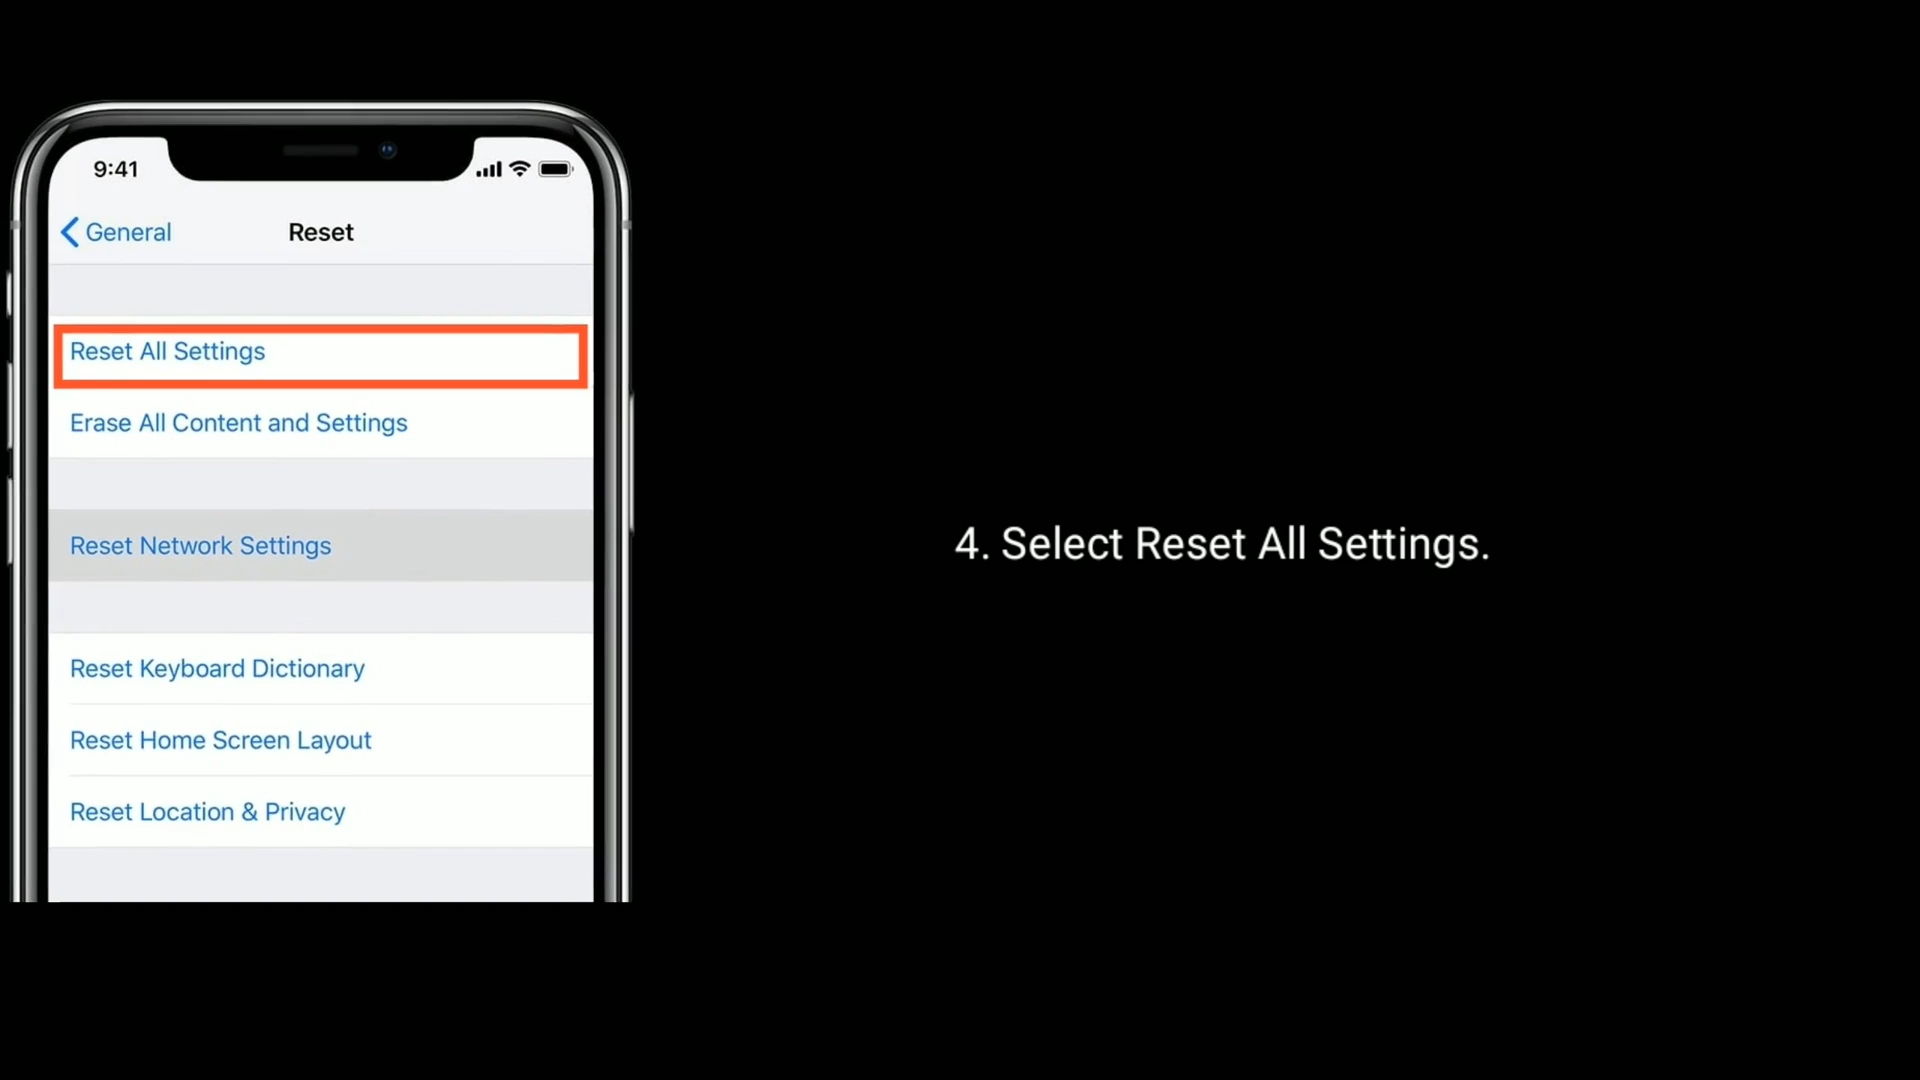 9:41
General
Reset
Reset All Settings
Erase All Content and Settings
Reset Network Settings
Reset Keyboard Dictionary
Reset Home Screen Layout
Reset Location & Privacy
4. Select Reset All Settings.